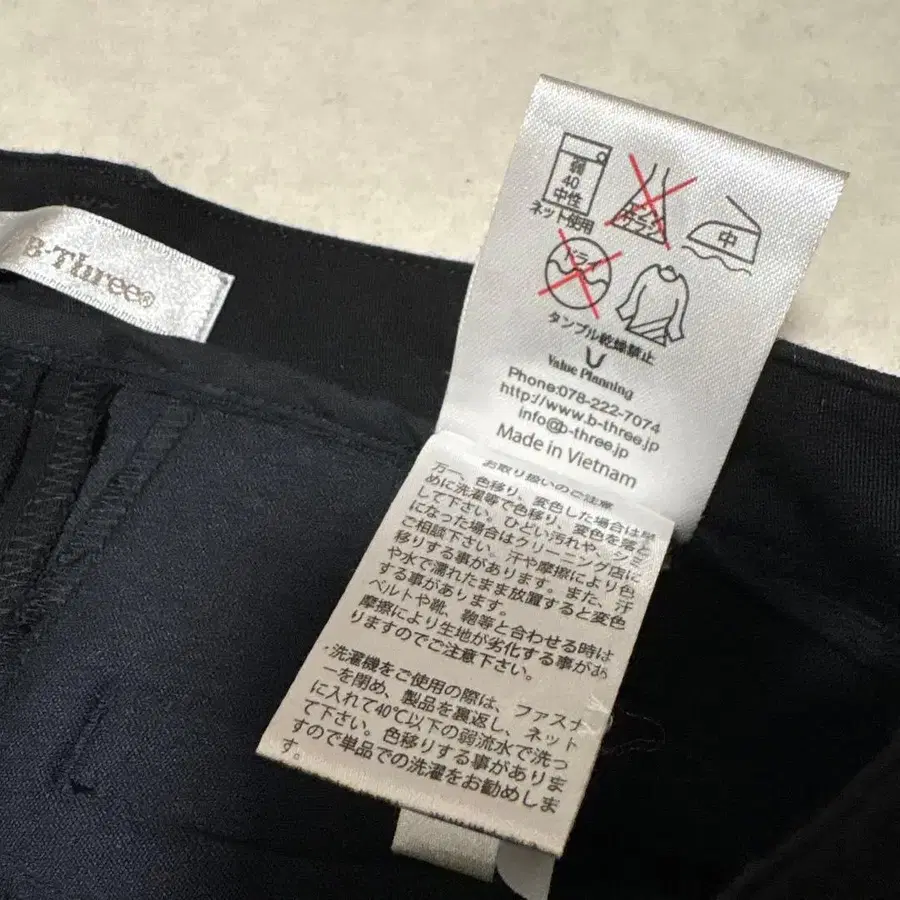 B-Three®
弱
40
中性
ネット使用
エンソ
サラシ
中
ドライ
タンブル乾燥禁止
Value Planning
Phone:078-222-7074
http://www.b-three.jp
info@b-three.jp
Made in Vietnam
お取り扱いのご注意
万一、色移り、変色した場合は早
めに洗濯等で色移り、変色を落と
して下さい。ひどい汚れや、シミ
になった場合はクリーニング店に
ご相談下さい。汗や摩擦により色
移りする事があります。また、汗
や水で濡れたまま放置すると変色
する事があります。
ベルトや靴、鞄等と合わせる時は
摩擦により生地が劣化する事があ
りますのでご注意下さい。
・洗濯機をご使用の際は、ファスナ
ーを閉め、製品を裏返し、ネット
に入れて40℃以下の弱流水で洗っ
て下さい。色移りする事がありま
すので単品での洗濯をお勧めしま
す。